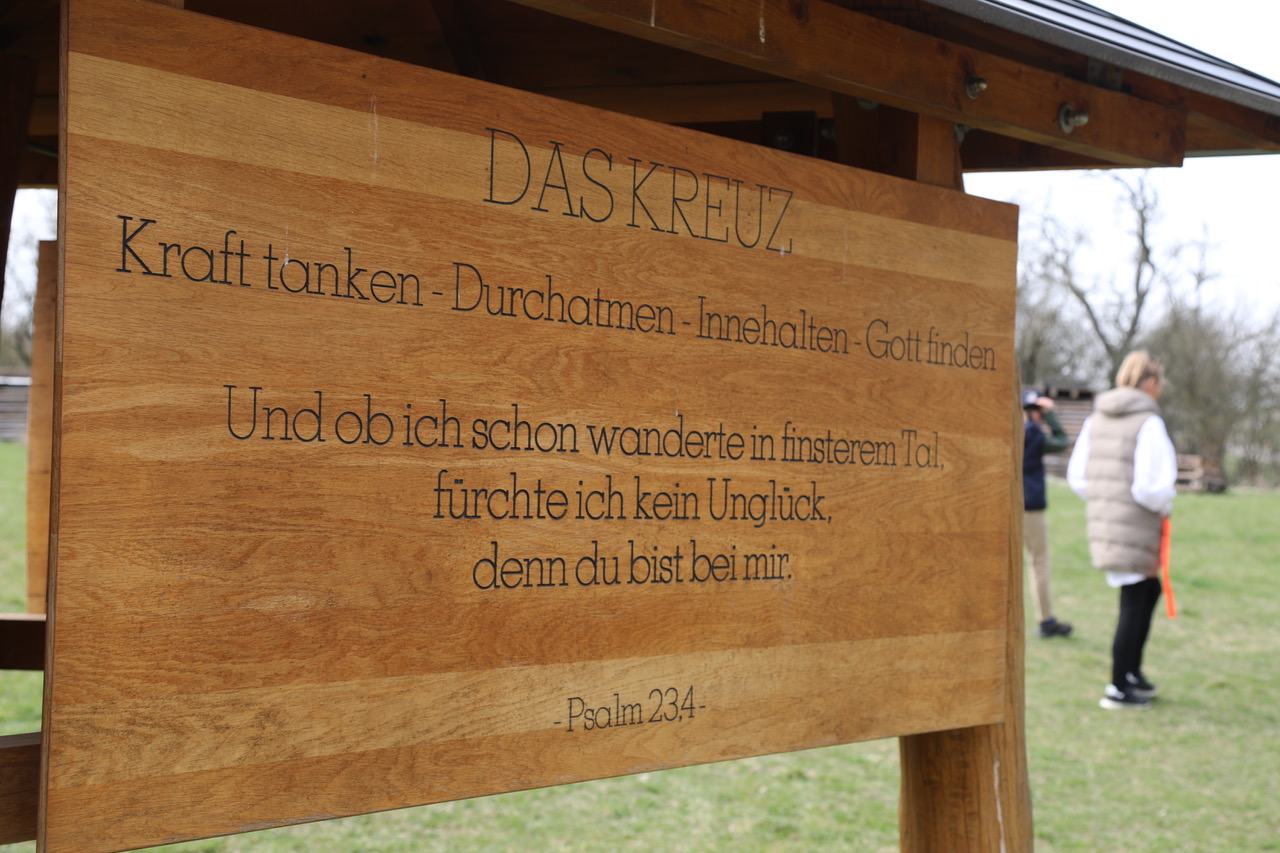 DAS KREUZ
Kraft tanken - Durchatmen - Innehalten - Gott finden
Und ob ich schon wanderte in finsterem Tal,
fürchte ich kein Unglück,
denn du bist bei mir.
- Psalm 23,4 -